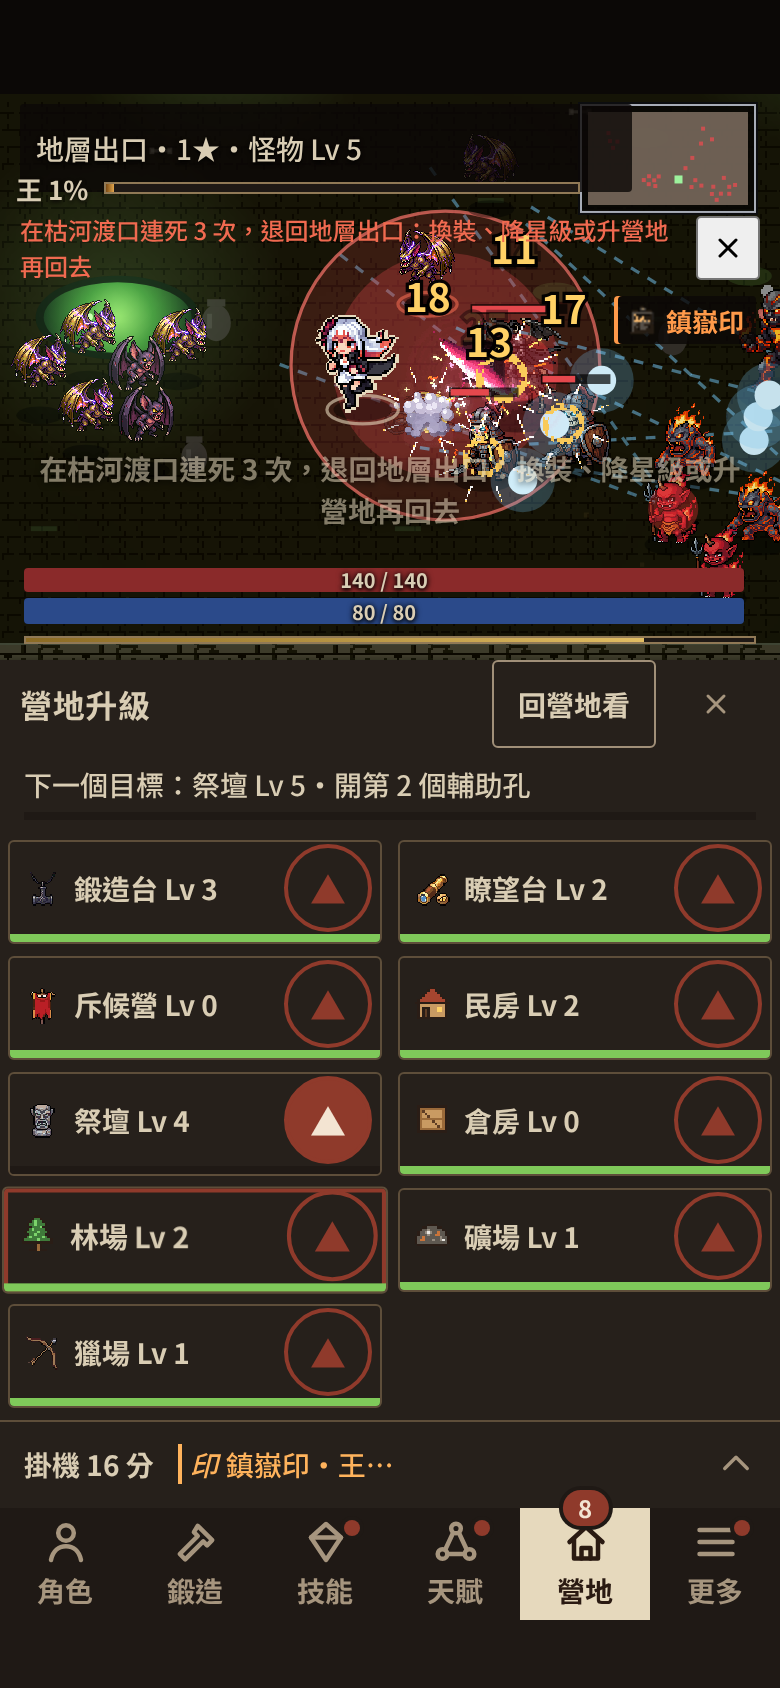 地層出口・1★・怪物 Lv 5
王 1%
在枯河渡口連死 3 次，退回地層出口：換裝、降星級或升營地
再回去
11
18
17
13
鎮嶽印
在枯河渡口連死 3 次，退回地層出口：換裝、降星級或升
營地再回去
140 / 140
80 / 80
營地升級
回營地看
下一個目標：祭壇 Lv 5・開第 2 個輔助孔
鍛造台 Lv 3
瞭望台 Lv 2
斥候營 Lv 0
民房 Lv 2
祭壇 Lv 4
倉房 Lv 0
林場 Lv 2
礦場 Lv 1
獵場 Lv 1
掛機 16 分
印 鎮嶽印・王…
8
角色
鍛造
技能
天賦
營地
更多